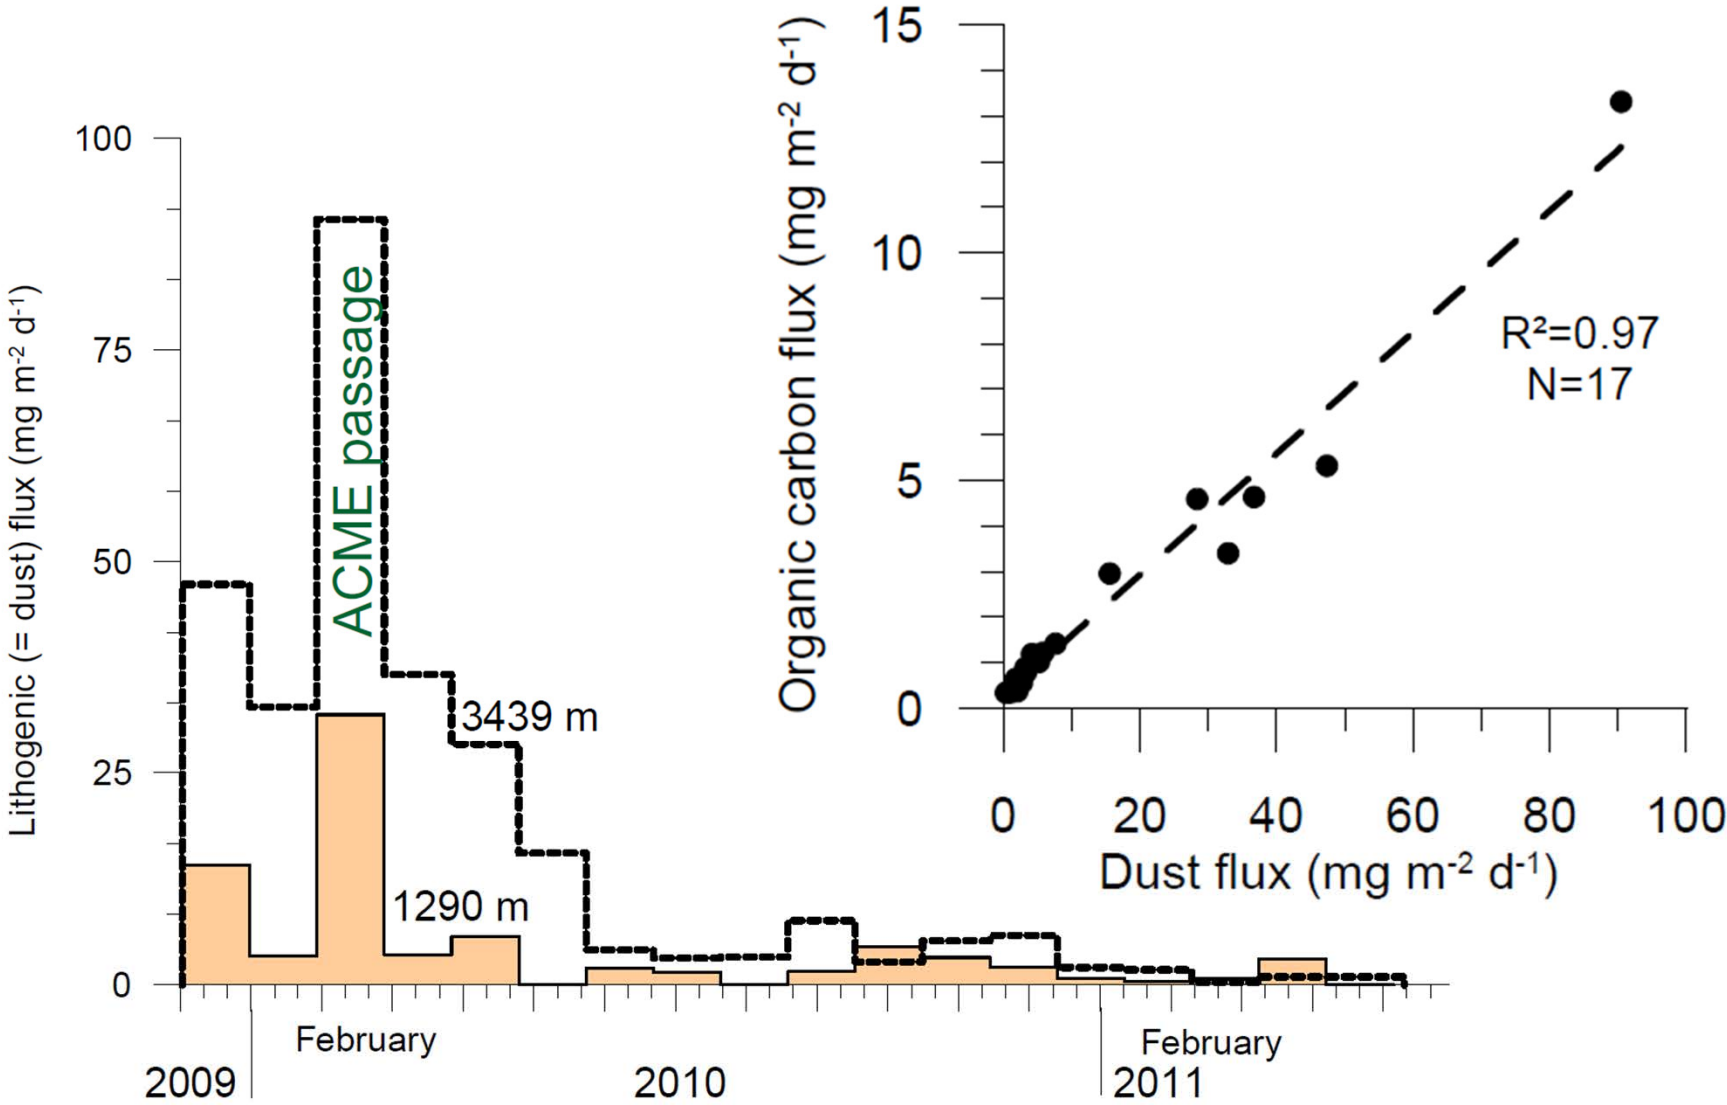 Lithogenic (= dust) flux (mg m-2 d-1)
100
75
50
25
0
ACME passage
3439 m
1290 m
February
February
2009
2010
2011
Organic carbon flux (mg m-2 d-1)
15
10
5
0
R²=0.97
N=17
0 20 40 60 80 100
Dust flux (mg m-2 d-1)